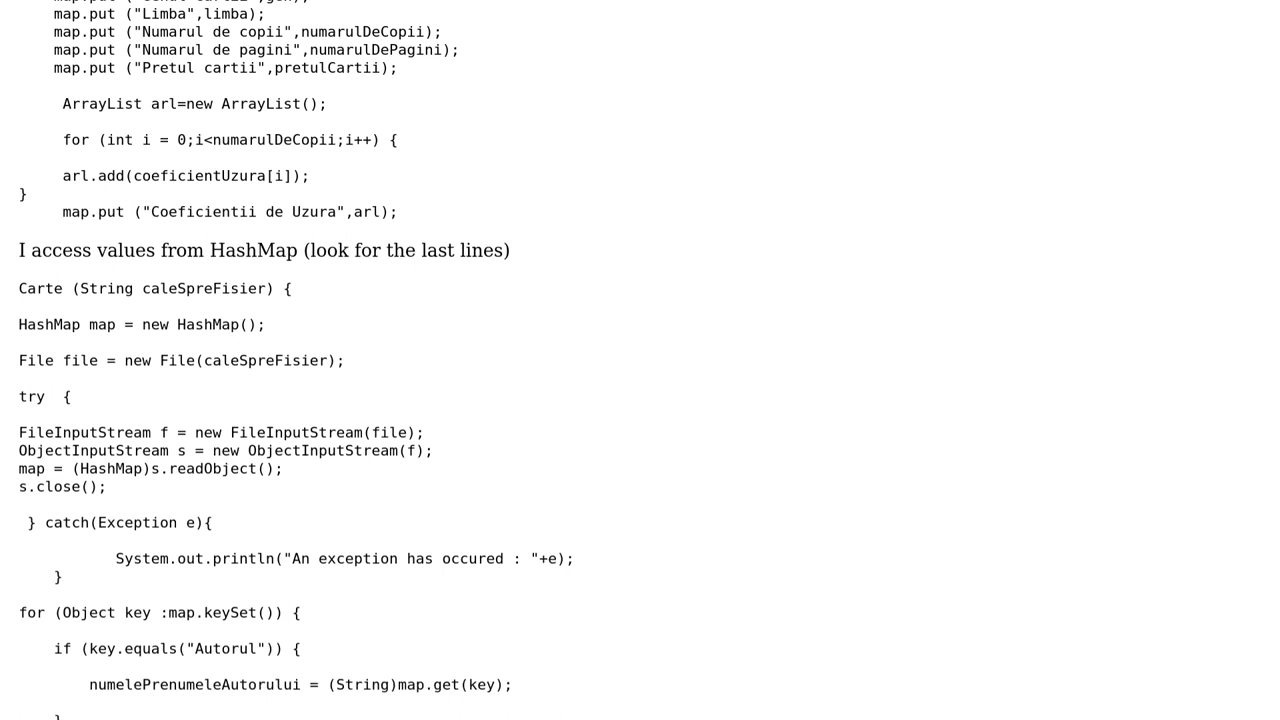 map.put ("Limba",limba);
map.put ("Numarul de copii",numarulDeCopii);
map.put ("Numarul de pagini",numarulDePagini);
map.put ("Pretul cartii",pretulCartii);
ArrayList arl=new ArrayList();
for (int i = 0;i<numarulDeCopii;i++) {
arl.add(coeficientUzura[i]);
}
map.put ("Coeficientii de Uzura",arl);
I access values from HashMap (look for the last lines)
Carte (String caleSpreFisier) {
HashMap map = new HashMap();
File file = new File(caleSpreFisier);
try  {
FileInputStream f = new FileInputStream(file);
ObjectInputStream s = new ObjectInputStream(f);
map = (HashMap)s.readObject();
s.close();
} catch(Exception e){
System.out.println("An exception has occured : "+e);
}
for (Object key :map.keySet()) {
if (key.equals("Autorul")) {
numelePrenumeleAutorului = (String)map.get(key);
}